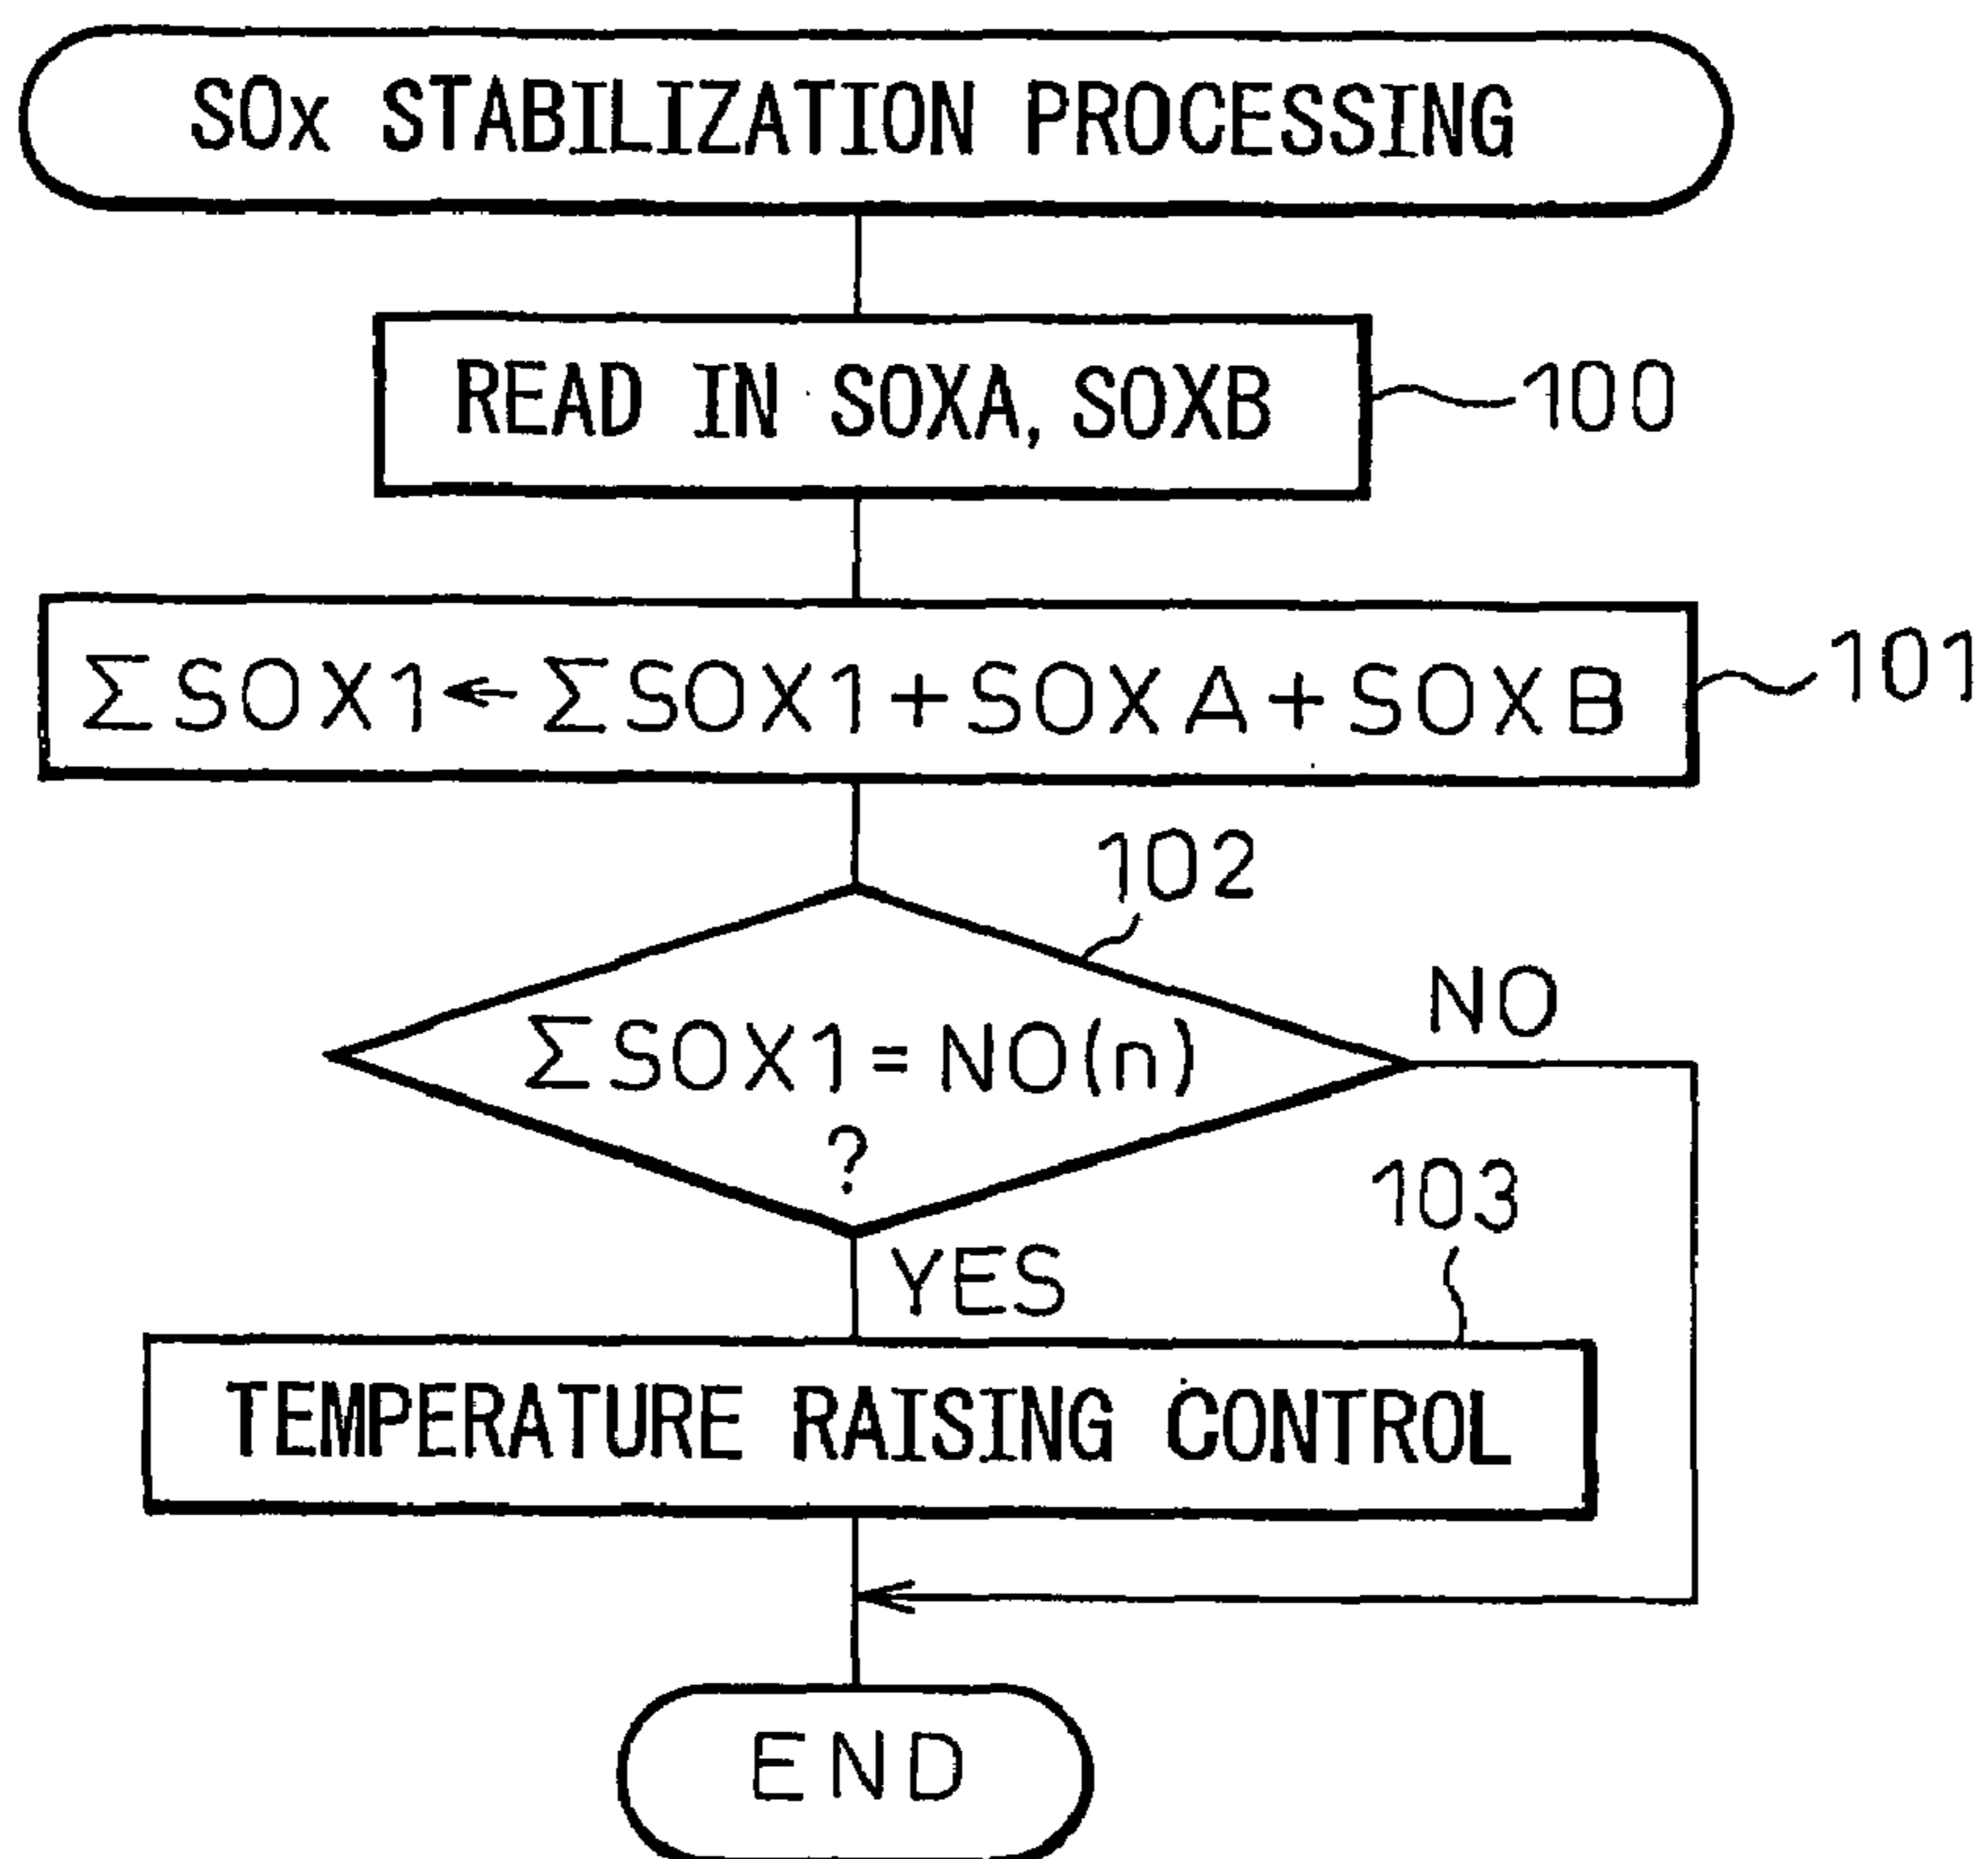 SOx STABILIZATION PROCESSING
READ IN SOXA, SOXB
100
ΣSOX1← ΣSOX1+SOXA+SOXB
101
102
NO
ΣSOX1=NO(n)
?
103
YES
TEMPERATURE RAISING CONTROL
END